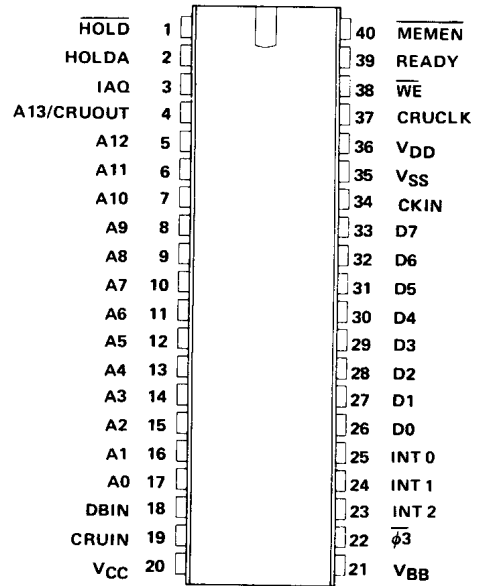 HOLD 1 40 MEMEN
HOLDA 2 39 READY
IAQ 3 38 WE
A13/CRUOUT 4 37 CRUCLK
A12 5 36 VDD
A11 6 35 VSS
A10 7 34 CKIN
A9 8 33 D7
A8 9 32 D6
A7 10 31 D5
A6 11 30 D4
A5 12 29 D3
A4 13 28 D2
A3 14 27 D1
A2 15 26 D0
A1 16 25 INT 0
A0 17 24 INT 1
DBIN 18 23 INT 2
CRUIN 19 22 ϕ3
VCC 20 21 VBB